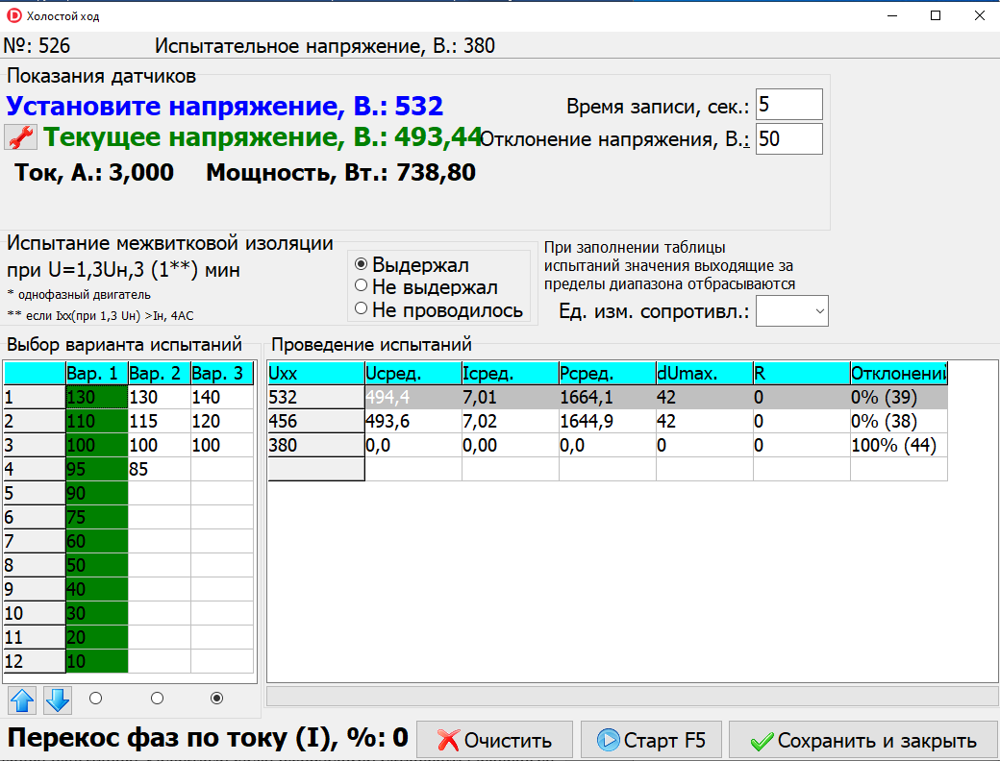 Холостой ход
№: 526 Испытательное напряжение, В.: 380
Показания датчиков
Установите напряжение, В.: 532 Время записи, сек.: 5
Текущее напряжение, В.: 493,44 Отклонение напряжения, В.: 50
Ток, А.: 3,000 Мощность, Вт.: 738,80
Испытание межвитковой изоляции
при U=1,3Uн,3 (1**) мин
* однофазный двигатель
** если Iхх(при 1,3 Uн) >Iн, 4АС
Выдержал
Не выдержал
Не проводилось
При заполнении таблицы
испытаний значения выходящие за
пределы диапазона отбрасываются
Ед. изм. сопротивл.:
Выбор варианта испытаний
Вар. 1 Вар. 2 Вар. 3
1 130 130 140
2 110 115 120
3 100 100 100
4 95 85
5 90
6 75
7 60
8 50
9 40
10 30
11 20
12 10
Проведение испытаний
Uхх Uсред. Iсред. Pсред. dUmax. R Отклонений
532 494,4 7,01 1664,1 42 0 0% (39)
456 493,6 7,02 1644,9 42 0 0% (38)
380 0,0 0,00 0,0 0 0 100% (44)
Перекос фаз по току (I), %: 0 Очистить Старт F5 Сохранить и закрыть